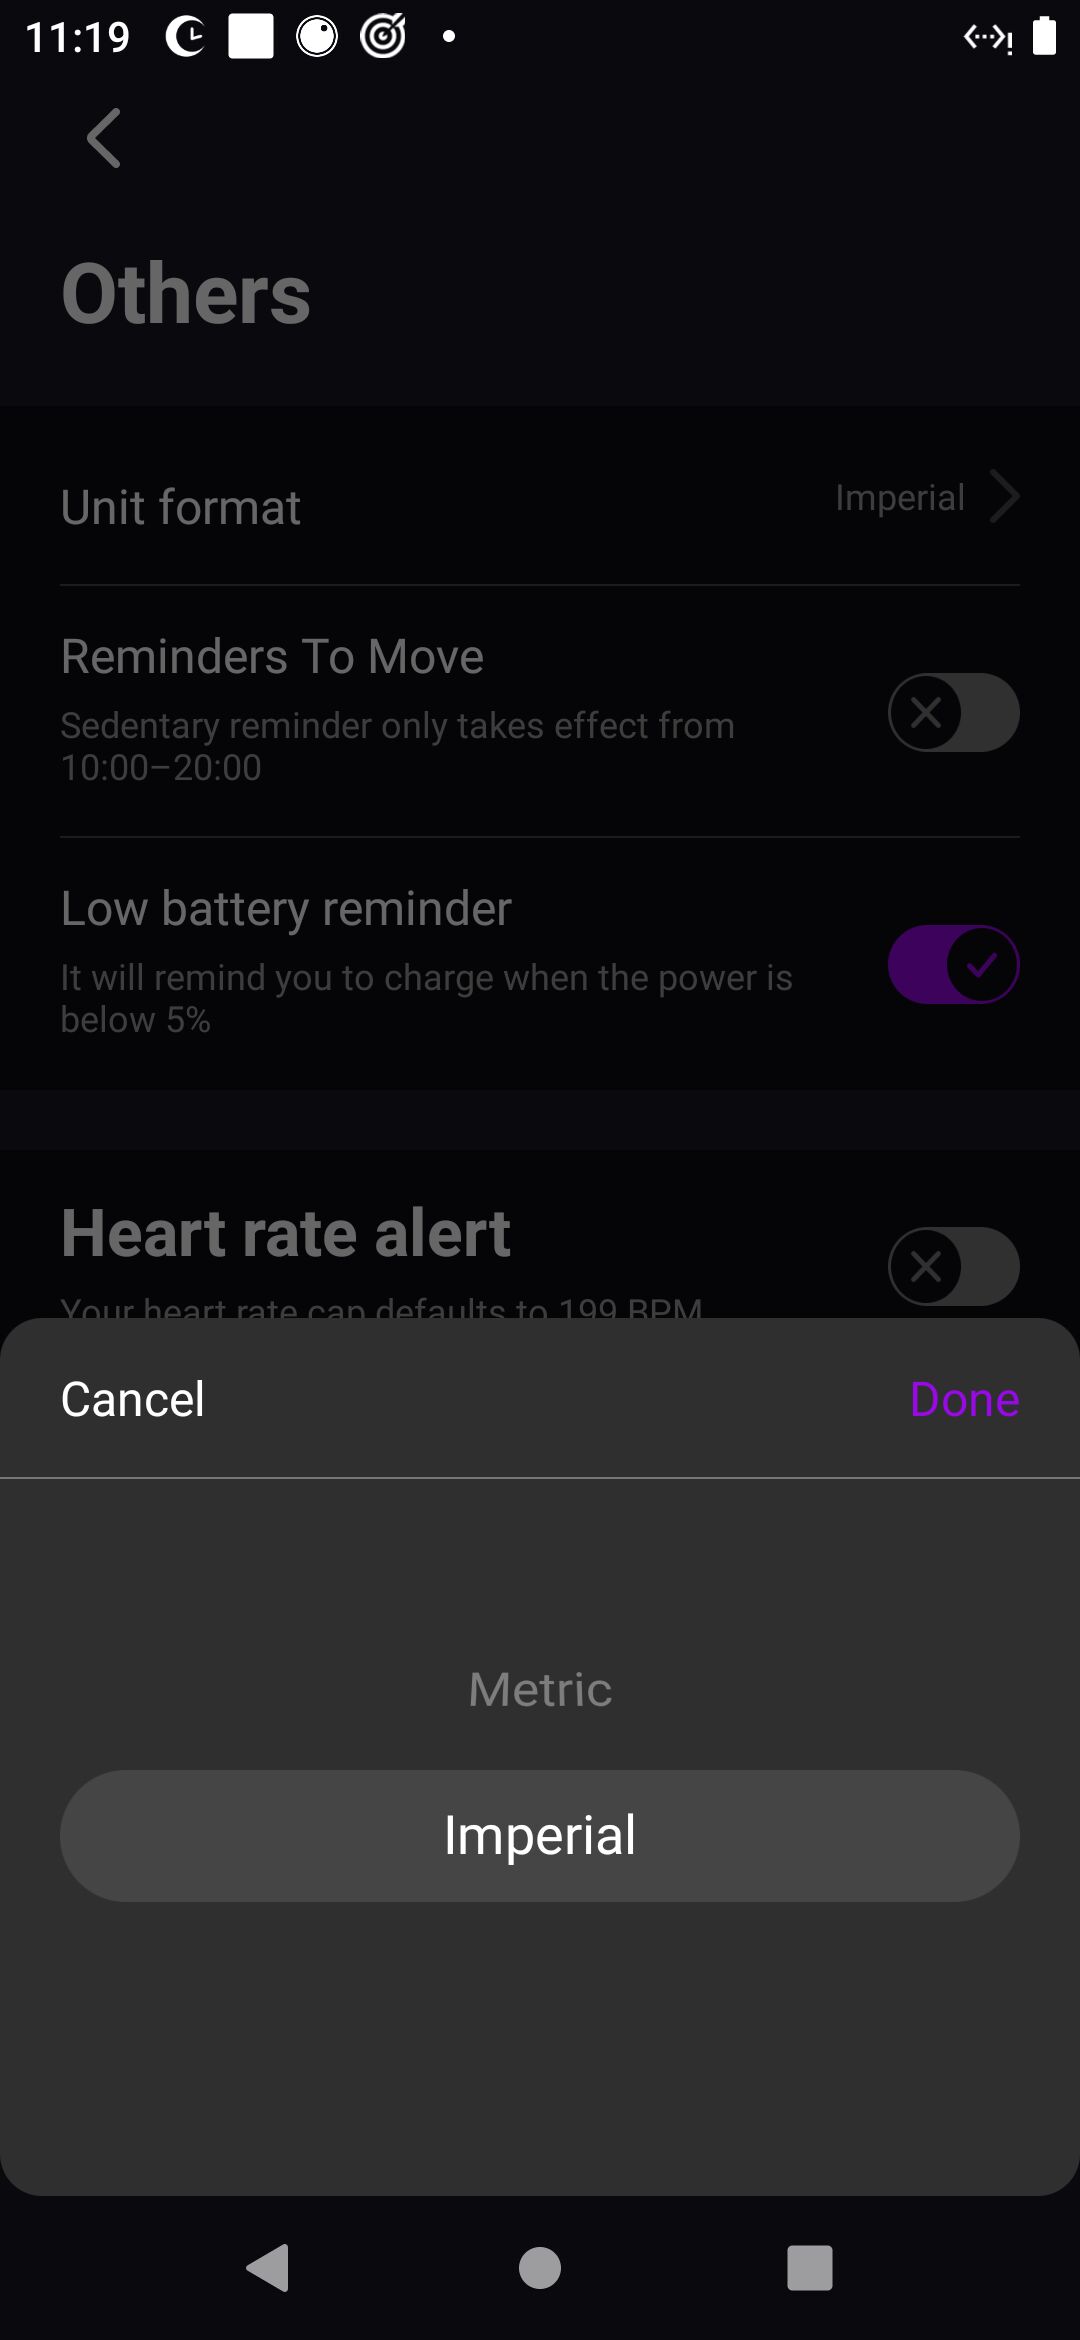 11:19
Others
Unit format
Imperial
Reminders To Move
Sedentary reminder only takes effect from
10:00–20:00
Low battery reminder
It will remind you to charge when the power is
below 5%
Heart rate alert
Your heart rate cap defaults to 199 BPM
Cancel
Done
Metric
Imperial